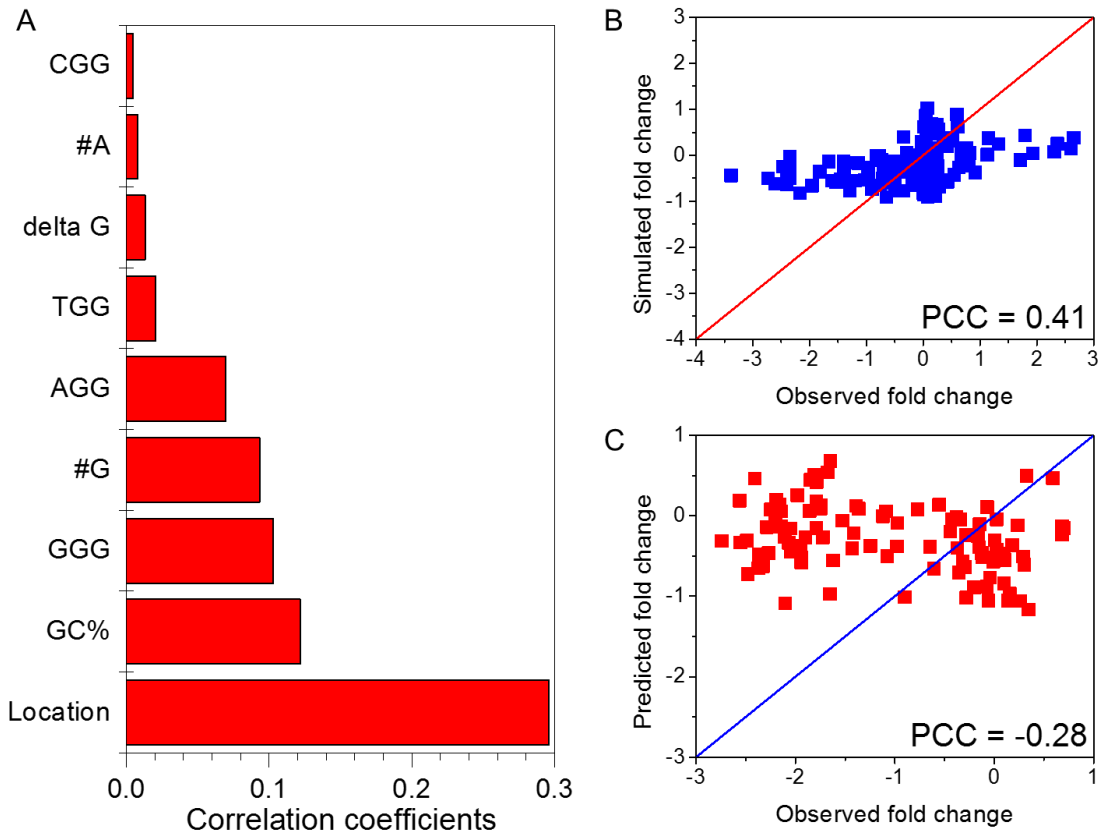 A
CGG
#A
delta G
TGG
AGG
#G
GGG
GC%
Location
0.0 0.1 0.2 0.3
Correlation coefficients
B
Simulated fold change
3
2
1
0
-1
-2
-3
-4
PCC = 0.41
-4 -3 -2 -1 0 1 2 3
Observed fold change
C
Predicted fold change
1
0
-1
-2
-3
PCC = -0.28
-3 -2 -1 0 1
Observed fold change